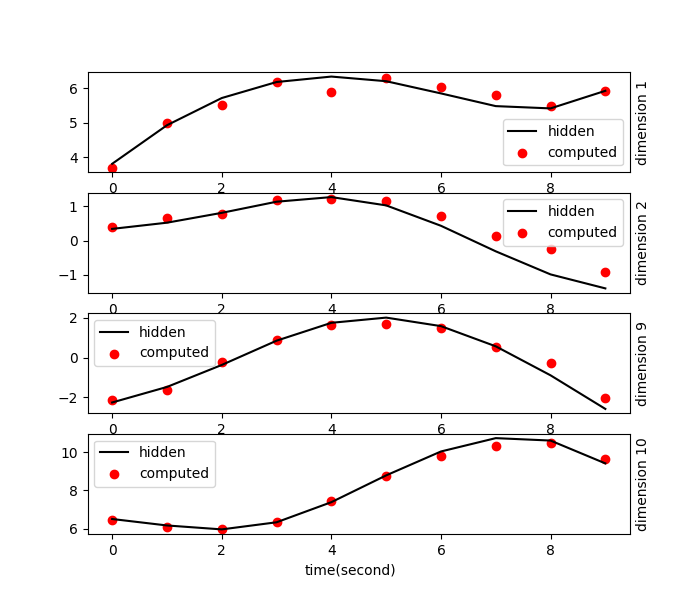 6
5
4
0 2 4 6 8
hidden
computed
dimension 1
1
0
−1
0 2 4 6 8
hidden
computed
dimension 2
2
0
−2
0 2 4 6 8
hidden
computed
dimension 9
10
8
6
0 2 4 6 8
hidden
computed
dimension 10
time(second)